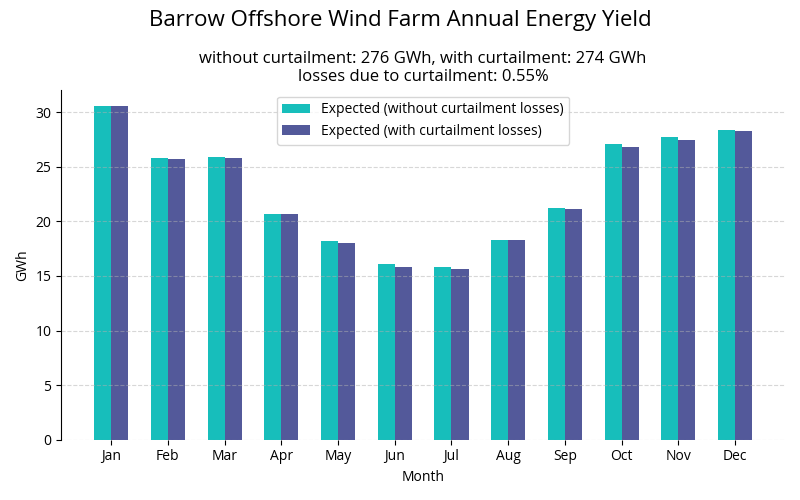 Barrow Offshore Wind Farm Annual Energy Yield
without curtailment: 276 GWh, with curtailment: 274 GWh
losses due to curtailment: 0.55%
Expected (without curtailment losses)
Expected (with curtailment losses)
30
25
20
15
10
5
0
GWh
Jan Feb Mar Apr May Jun Jul Aug Sep Oct Nov Dec
Month